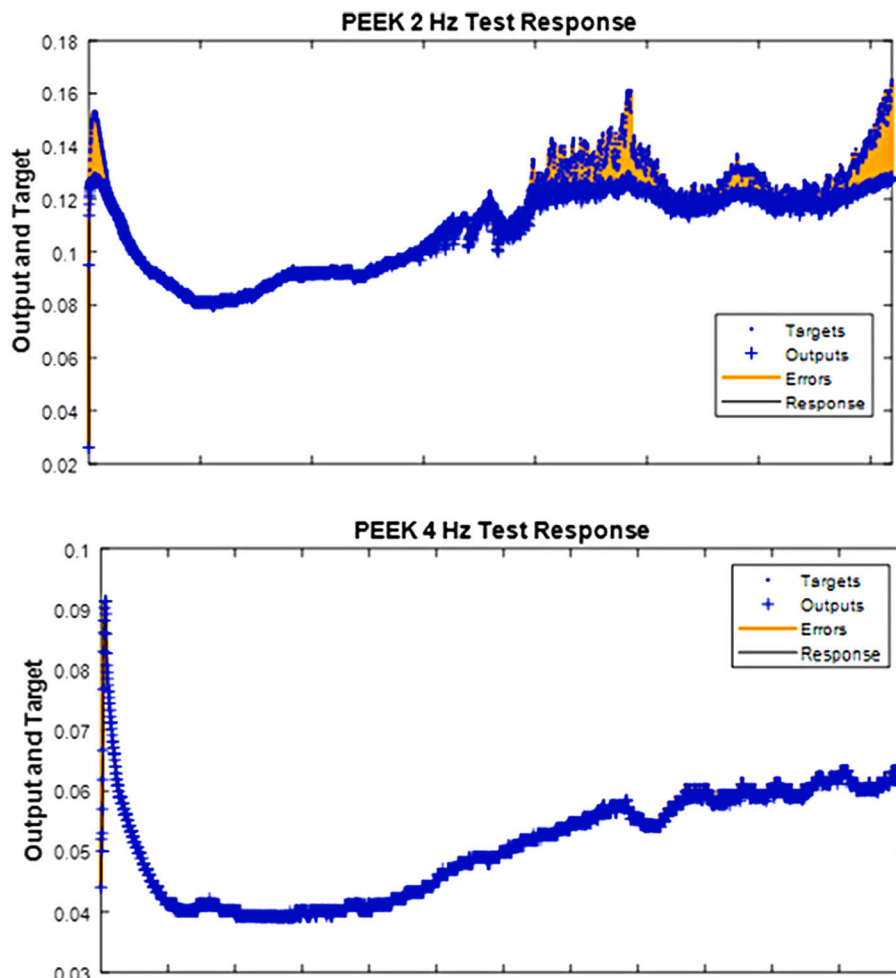 PEEK 2 Hz Test Response
0.18
0.16
0.14
0.12
0.1
0.08
0.06
0.04
0.02
Output and Target
Targets
Outputs
Errors
Response
PEEK 4 Hz Test Response
0.1
0.09
0.08
0.07
0.06
0.05
0.04
0.03
Output and Target
Targets
Outputs
Errors
Response